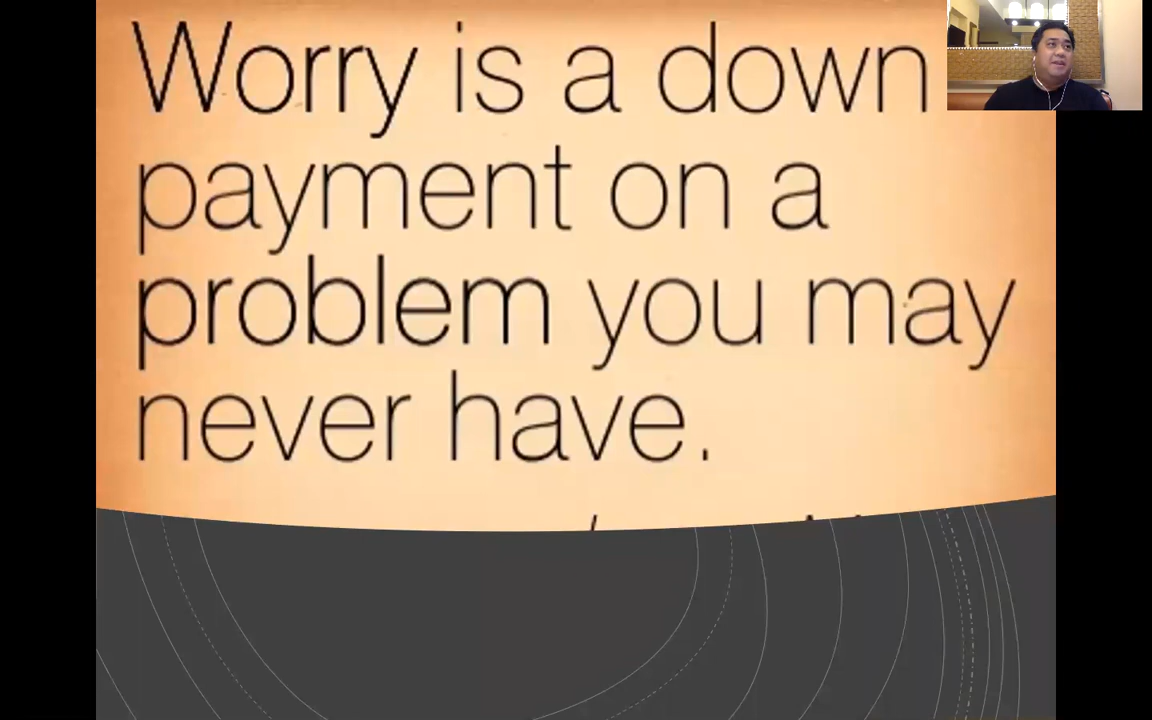 Worry is a down
payment on a
problem you may
never have.